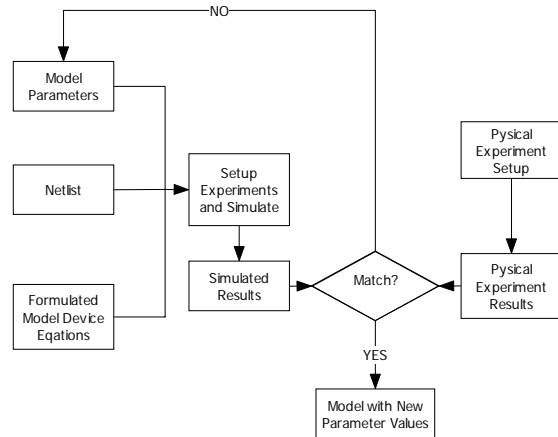 NO
Model
Parameters
Pysical
Experiment
Setup
Netlist
Setup
Experiments
and Simulate
Simulated
Results
Match?
Pysical
Experiment
Results
Formulated
Model Device
Eqations
YES
Model with New
Parameter Values